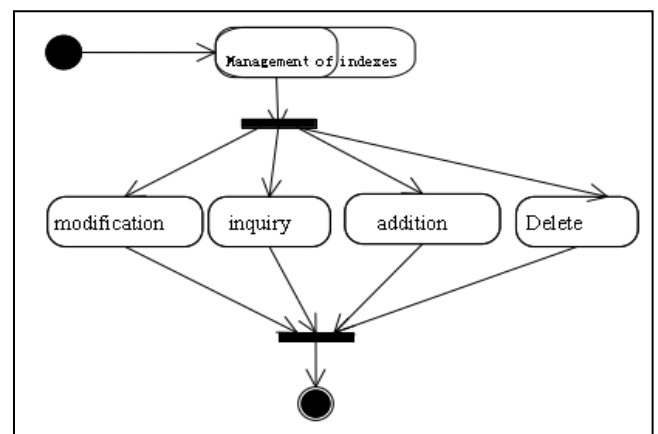 Management of indexes
modification
inquiry
addition
Delete